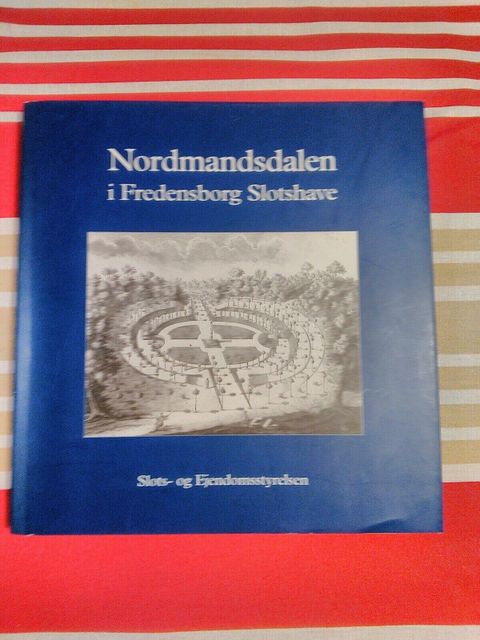 Nordmandsdalen
i Fredensborg Slotshave
Slots- og Ejendomsstyrelsen